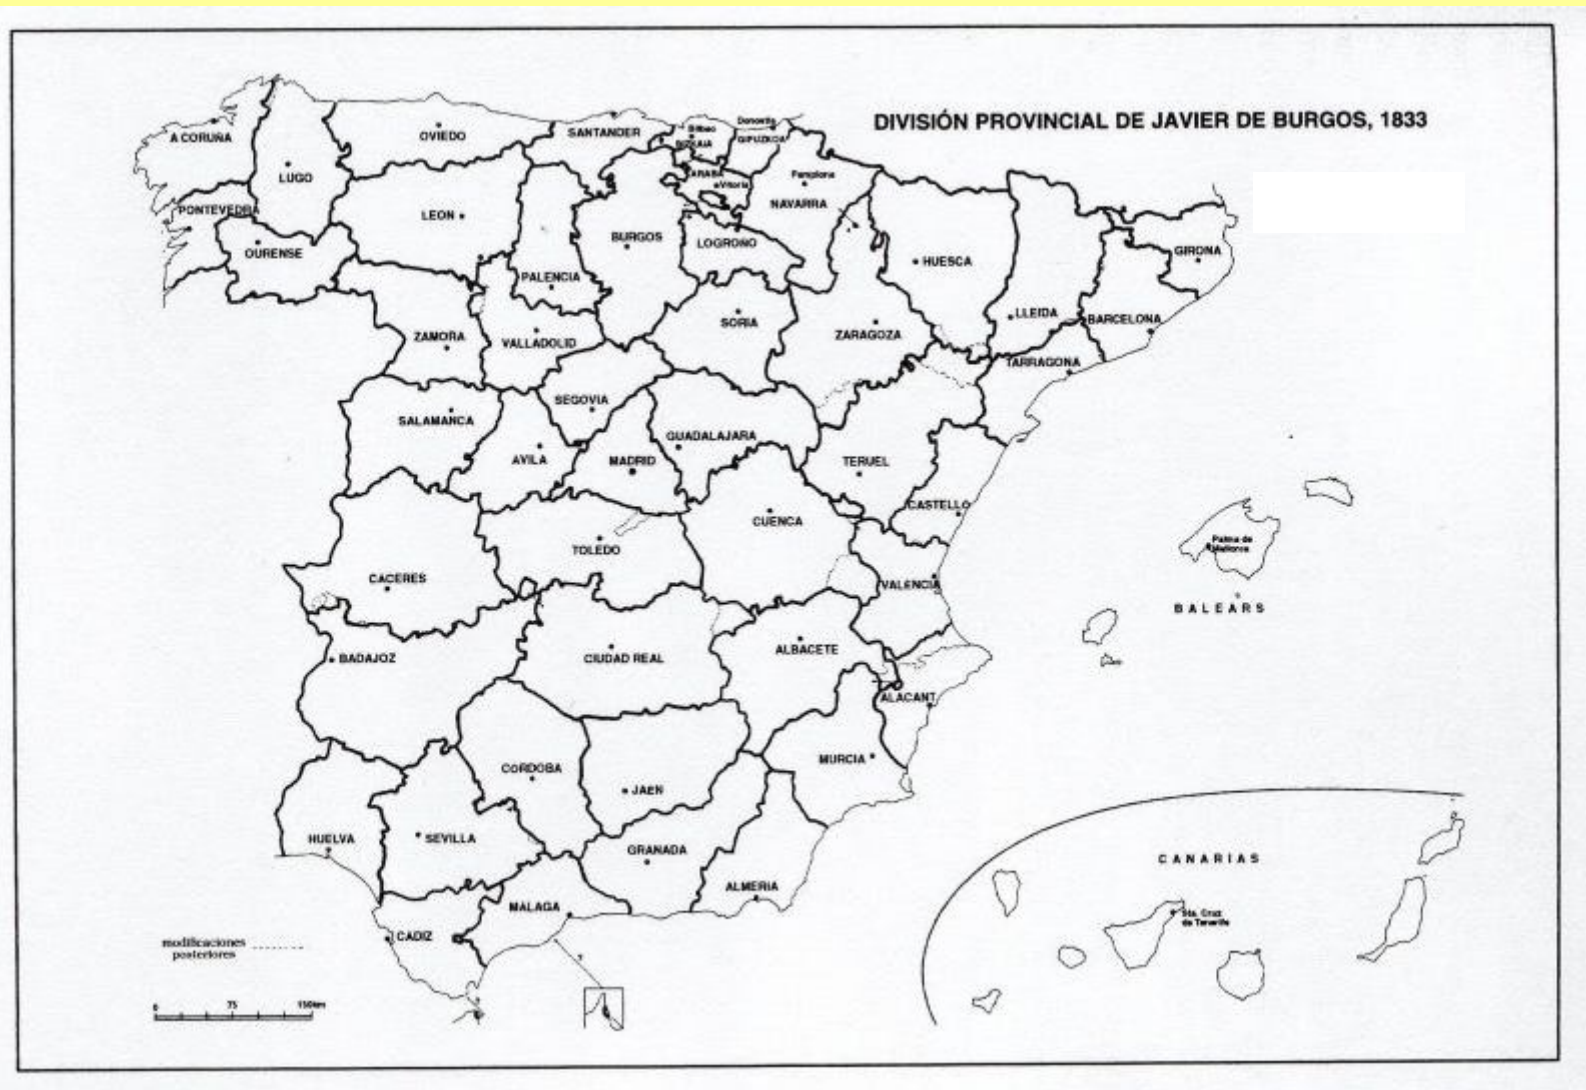 DIVISIÓN PROVINCIAL DE JAVIER DE BURGOS, 1833
A CORUÑA
LUGO
OVIEDO
SANTANDER
Bilbao
BIZKAIA
Donostia
GIPUZKOA
PONTEVEDRA
OURENSE
LEON
PALENCIA
BURGOS
ARABA
Vitoria
Pamplona
NAVARRA
LOGROÑO
HUESCA
LLEIDA
GIRONA
BARCELONA
TARRAGONA
ZAMORA
VALLADOLID
SORIA
ZARAGOZA
SALAMANCA
SEGOVIA
AVILA
MADRID
GUADALAJARA
TERUEL
CASTELLÓ
CACERES
TOLEDO
CUENCA
VALENCIA
Palma de
Mallorca
BALEARS
BADAJOZ
CIUDAD REAL
ALBACETE
ALACANT
MURCIA
CORDOBA
JAEN
HUELVA
SEVILLA
GRANADA
ALMERIA
MALAGA
CADIZ
CANARIAS
Sta. Cruz
de Tenerife
modificaciones
posteriores
0 75 150km